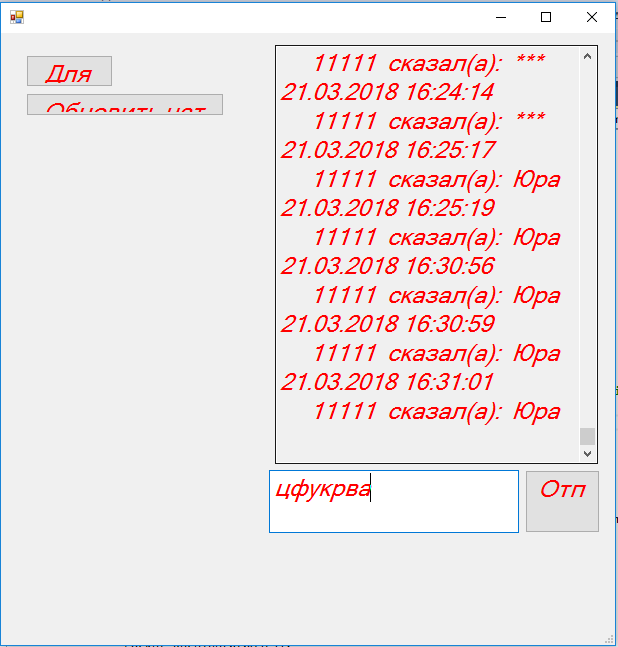 Для
Обновить чет
11111 сказал(а): ***
21.03.2018 16:24:14
11111 сказал(а): ***
21.03.2018 16:25:17
11111 сказал(а): Юра
21.03.2018 16:25:19
11111 сказал(а): Юра
21.03.2018 16:30:56
11111 сказал(а): Юра
21.03.2018 16:30:59
11111 сказал(а): Юра
21.03.2018 16:31:01
11111 сказал(а): Юра
цфукрва
Отп